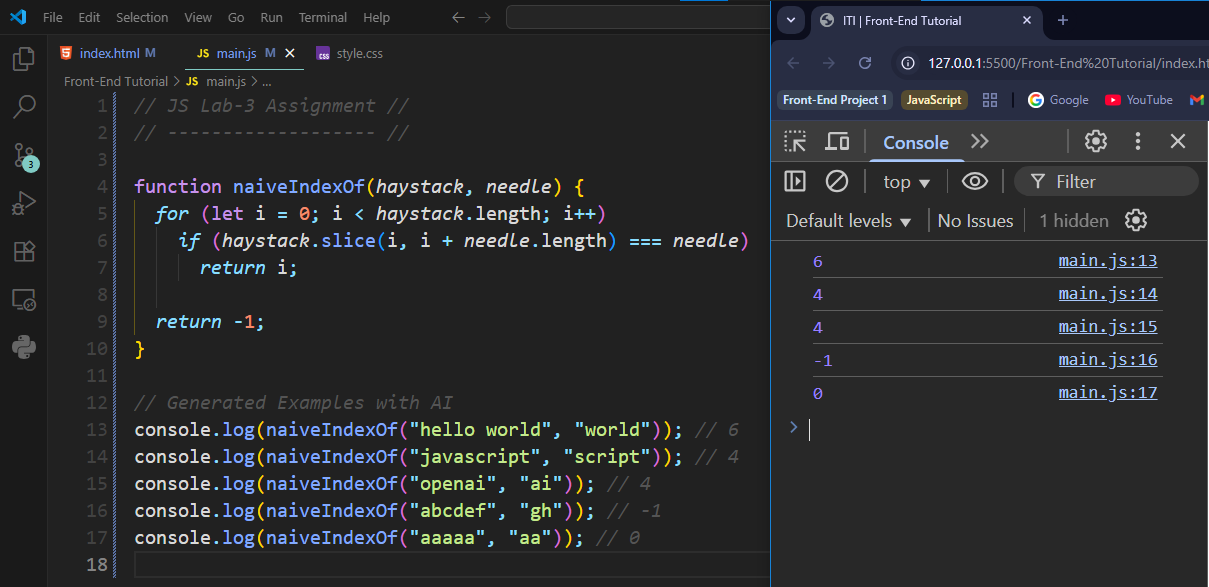 File Edit Selection View Go Run Terminal Help
index.html M JS main.js M css style.css
Front-End Tutorial > JS main.js > ...
1 // JS Lab-3 Assignment //
2 // ------------------- //
3
4 function naiveIndexOf(haystack, needle) {
5 for (let i = 0; i < haystack.length; i++)
6 if (haystack.slice(i, i + needle.length) === needle)
7 return i;
8
9 return -1;
10 }
11
12 // Generated Examples with AI
13 console.log(naiveIndexOf("hello world", "world")); // 6
14 console.log(naiveIndexOf("javascript", "script")); // 4
15 console.log(naiveIndexOf("openai", "ai")); // 4
16 console.log(naiveIndexOf("abcdef", "gh")); // -1
17 console.log(naiveIndexOf("aaaaa", "aa")); // 0
18
3
ITI | Front-End Tutorial
127.0.0.1:5500/Front-End%20Tutorial/index.ht
Front-End Project 1 JavaScript Google YouTube
Console
top Filter
Default levels No Issues 1 hidden
6 main.js:13
4 main.js:14
4 main.js:15
-1 main.js:16
0 main.js:17